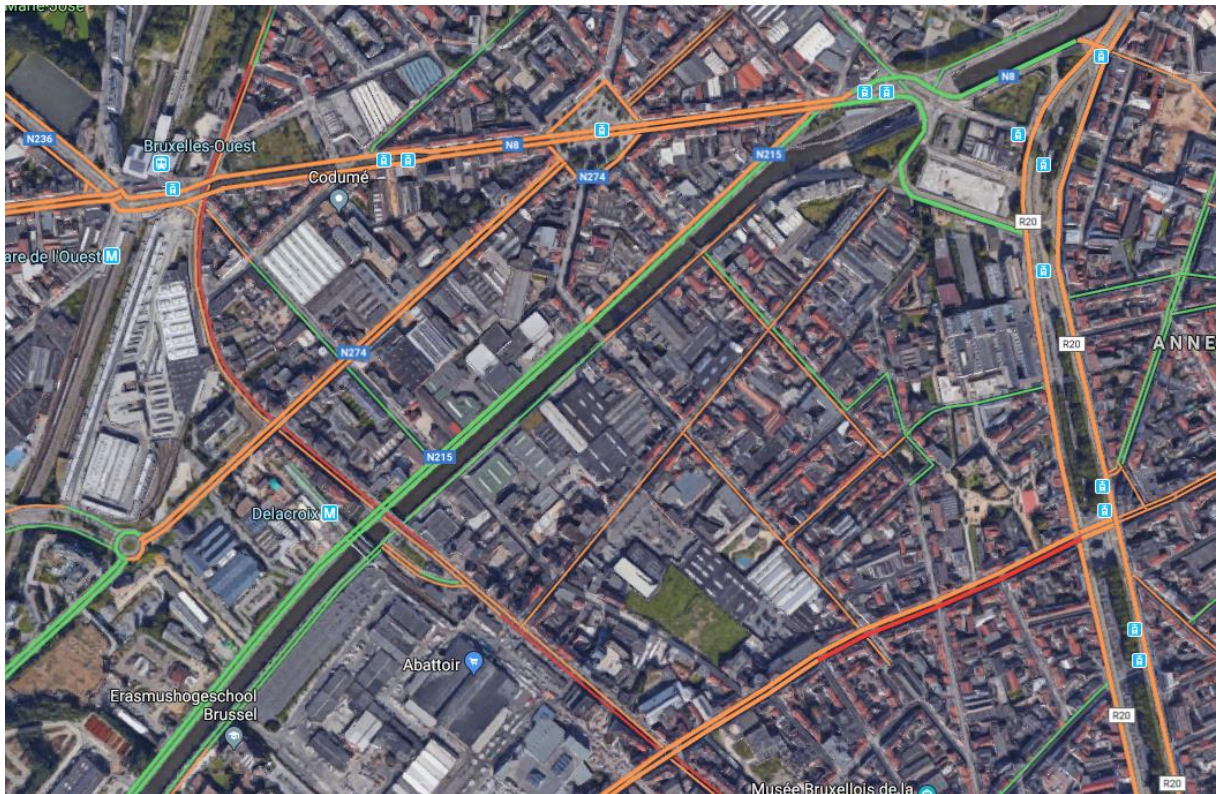 Marie-José
N8
N236
Bruxelles-Ouest
N8
N215
Codumé
N274
R20
are de l'Ouest
M
N274
R20
ANNE
N215
Delacroix
M
Abattoir
Erasmushogeschool
Brussel
R20
R20
Musée Bruxellois de la